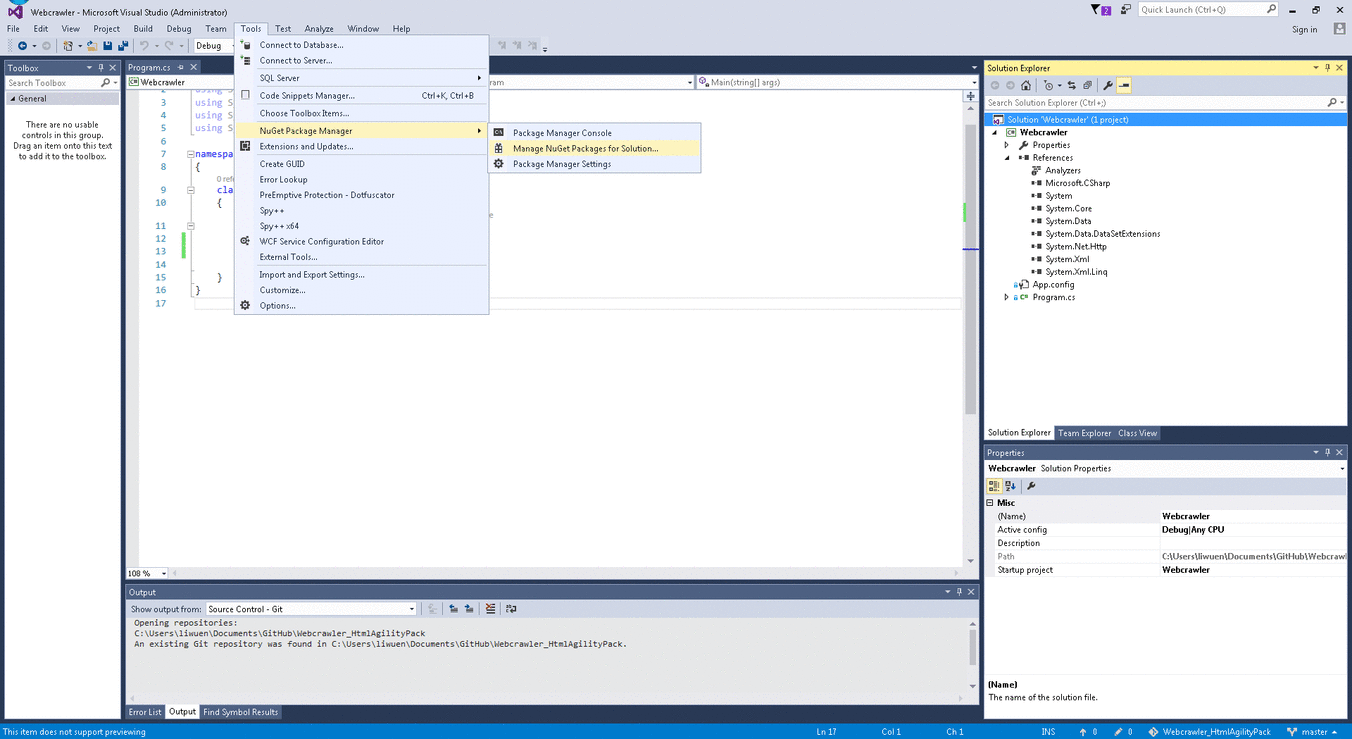 Webcrawler - Microsoft Visual Studio (Administrator)
2
Quick Launch (Ctrl+Q)
File Edit View Project Build Debug Team Tools Test Analyze Window Help
Sign in
Debug
Toolbox
Search Toolbox
General
There are no usable
controls in this group.
Drag an item onto this text
to add it to the toolbox.
Program.cs
Webcrawler
Main(string[] args)
2
3
4
5
6
7
8
9
10
11
12
13
14
15
16
17
using S
using S
using S
namespa
{
0 ref
cla
{
}
}
Connect to Database...
Connect to Server...
SQL Server
Code Snippets Manager... Ctrl+K, Ctrl+B
Choose Toolbox Items...
NuGet Package Manager
Extensions and Updates...
Create GUID
Error Lookup
PreEmptive Protection - Dotfuscator
Spy++
Spy++ x64
WCF Service Configuration Editor
External Tools...
Import and Export Settings...
Customize...
Options...
Package Manager Console
Manage NuGet Packages for Solution...
Package Manager Settings
108 %
Output
Show output from: Source Control - Git
Opening repositories:
C:\Users\liwuen\Documents\GitHub\Webcrawler_HtmlAgilityPack
An existing Git repository was found in C:\Users\liwuen\Documents\GitHub\Webcrawler_HtmlAgilityPack.
Error List Output Find Symbol Results
Solution Explorer
Search Solution Explorer (Ctrl+;)
Solution 'Webcrawler' (1 project)
Webcrawler
Properties
References
Analyzers
Microsoft.CSharp
System
System.Core
System.Data
System.Data.DataSetExtensions
System.Net.Http
System.Xml
System.Xml.Linq
App.config
Program.cs
Solution Explorer Team Explorer Class View
Properties
Webcrawler Solution Properties
Misc
(Name) Webcrawler
Active config Debug|Any CPU
Description
Path C:\Users\liwuen\Documents\GitHub\Webcrawl
Startup project Webcrawler
(Name)
The name of the solution file.
This item does not support previewing
Ln 17 Col 1 Ch 1 INS 0 0 Webcrawler_HtmlAgilityPack master